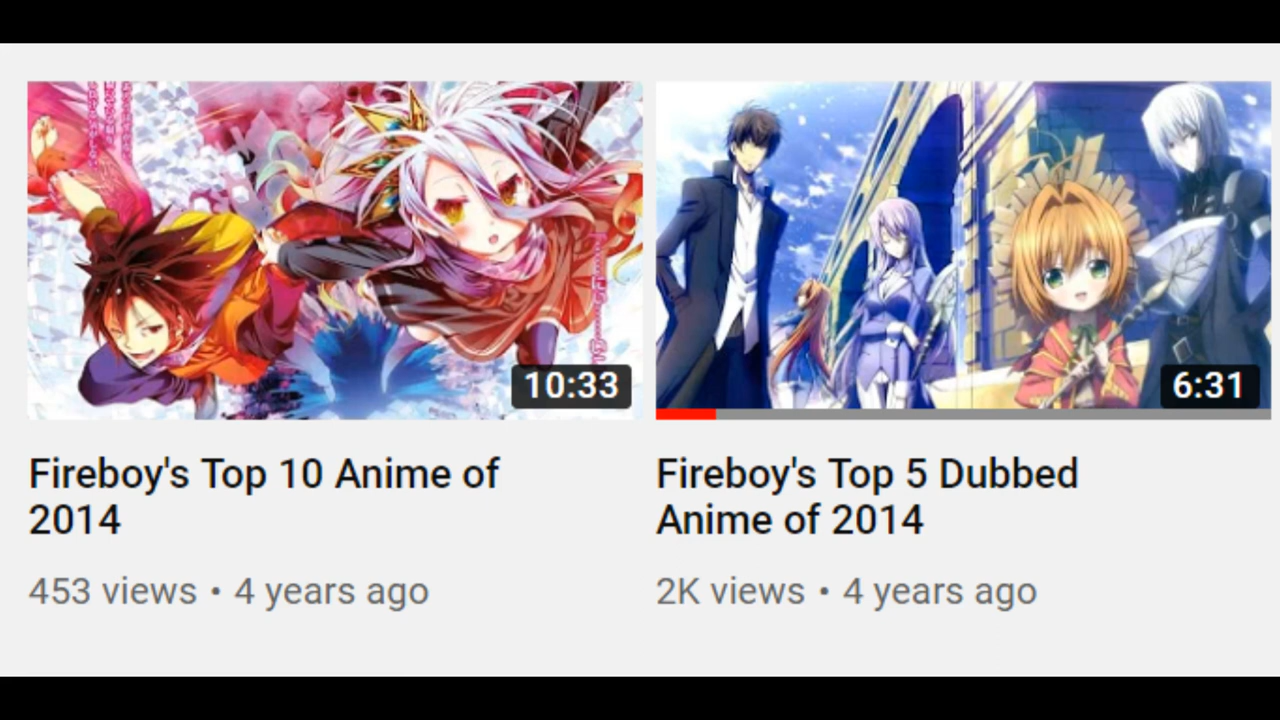 10:33
6:31
Fireboy's Top 10 Anime of
2014
453 views • 4 years ago
Fireboy's Top 5 Dubbed
Anime of 2014
2K views • 4 years ago